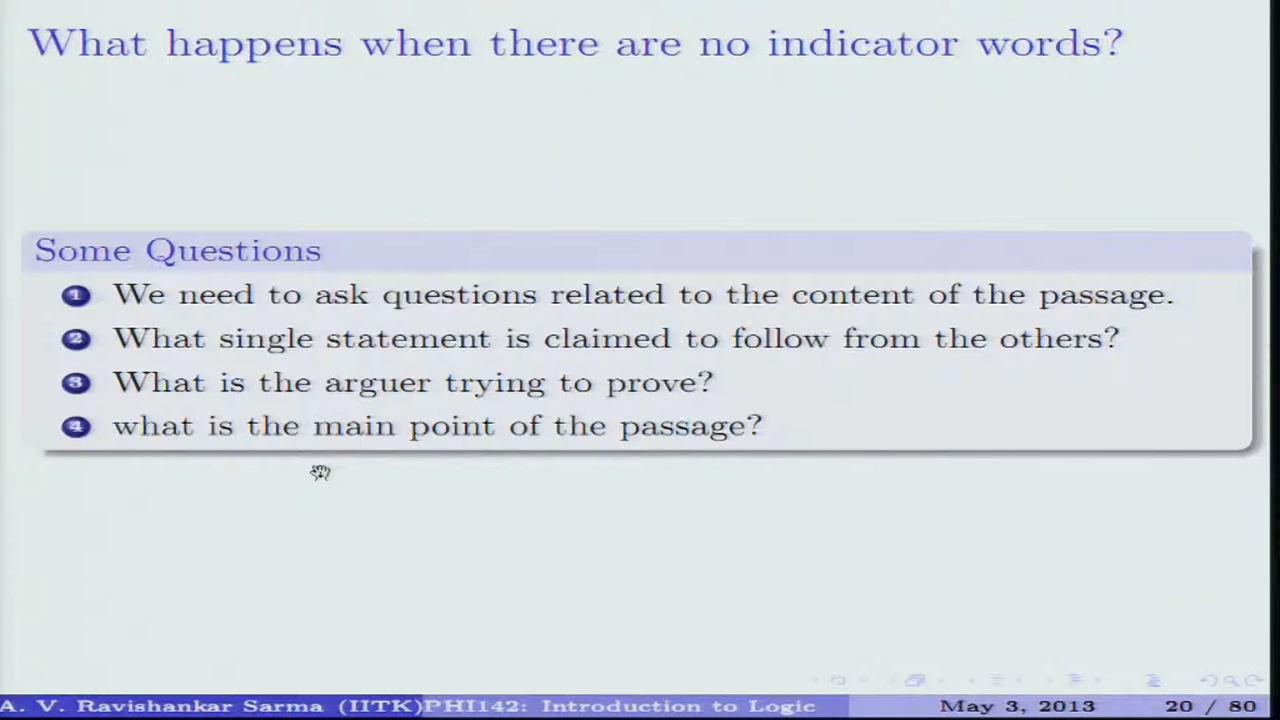 What happens when there are no indicator words?
Some Questions
1 We need to ask questions related to the content of the passage.
2 What single statement is claimed to follow from the others?
3 What is the arguer trying to prove?
4 what is the main point of the passage?
A. V. Ravishankar Sarma (IITK) PHI142: Introduction to Logic May 3, 2013 20 / 80